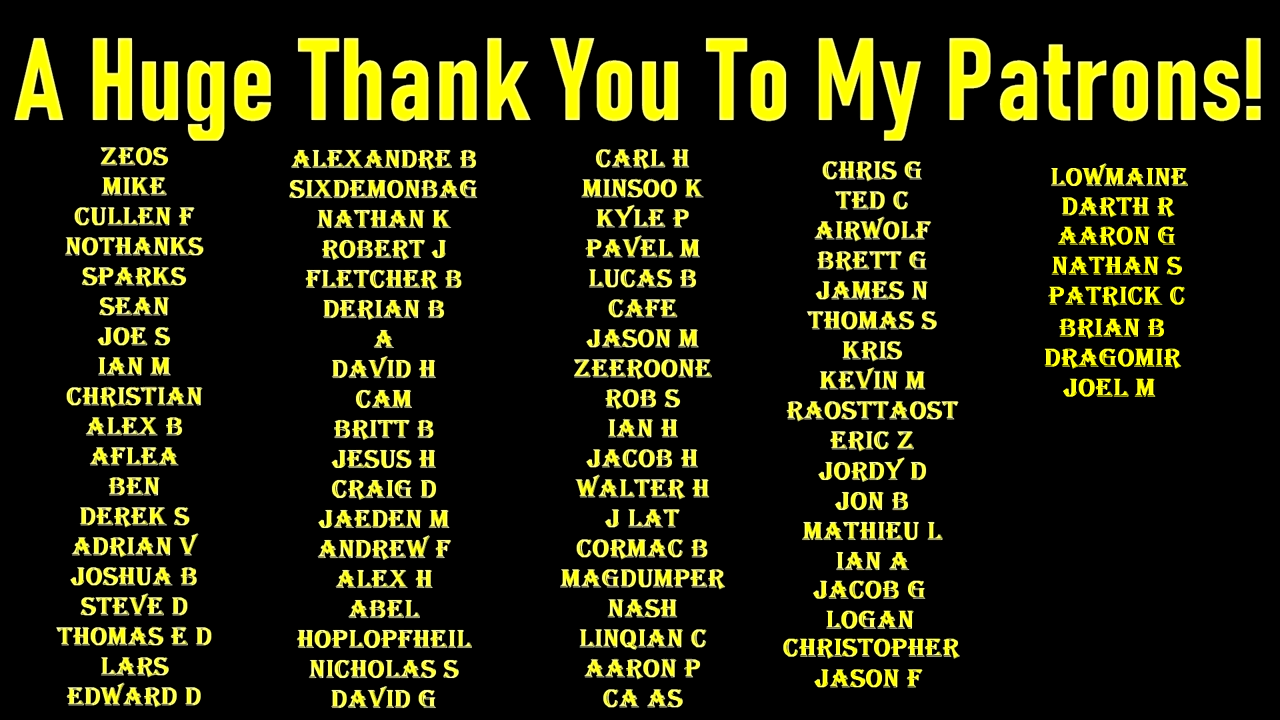 A Huge Thank You To My Patrons!
ZEOS
MIKE
CULLEN F
NOTHANKS
SPARKS
SEAN
JOE S
IAN M
CHRISTIAN
ALEX B
AFLEA
BEN
DEREK S
ADRIAN V
JOSHUA B
STEVE D
THOMAS E D
LARS
EDWARD D
ALEXANDRE B
SIXDEMONBAG
NATHAN K
ROBERT J
FLETCHER B
DERIAN B
A
DAVID H
CAM
BRITT B
JESUS H
CRAIG D
JAEDEN M
ANDREW F
ALEX H
ABEL
HOPLOPFHEIL
NICHOLAS S
DAVID G
CARL H
MINSOO K
KYLE P
PAVEL M
LUCAS B
CAFE
JASON M
ZEEROONE
ROB S
IAN H
JACOB H
WALTER H
J LAT
CORMAC B
MAGDUMPER
NASH
LINQIAN C
AARON P
CA AS
CHRIS G
TED C
AIRWOLF
BRETT G
JAMES N
THOMAS S
KRIS
KEVIN M
RAOSTTAOST
ERIC Z
JORDY D
JON B
MATHIEU L
IAN A
JACOB G
LOGAN
CHRISTOPHER
JASON F
LOWMAINE
DARTH R
AARON G
NATHAN S
PATRICK C
BRIAN B
DRAGOMIR
JOEL M